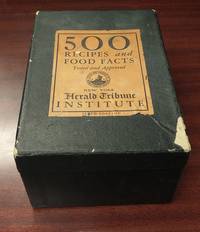 500
RECIPES and
FOOD FACTS
Tested and Approved
NEW YORK
Herald Tribune
INSTITUTE